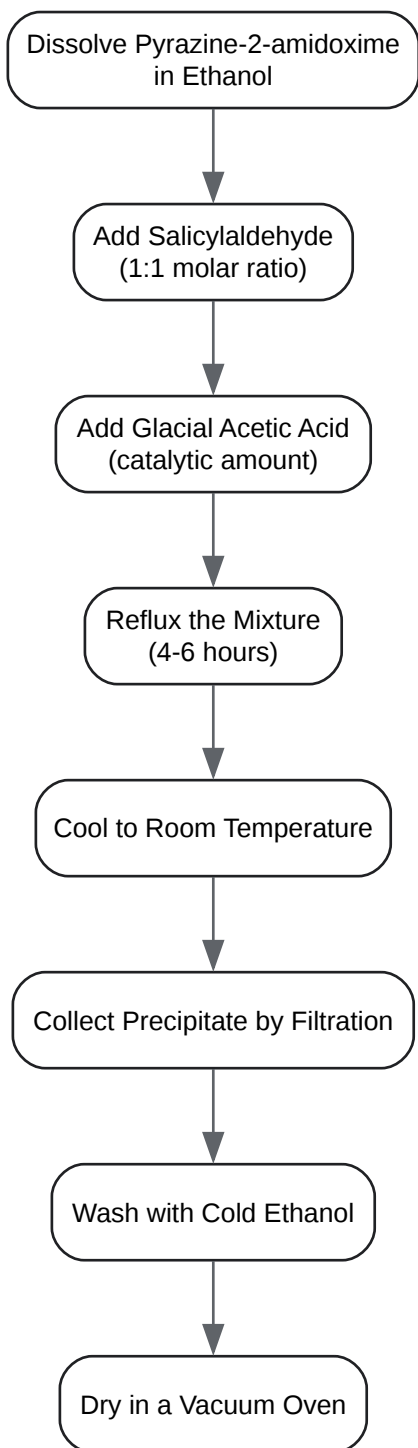 Dissolve Pyrazine-2-amidoxime
in Ethanol
Add Salicylaldehyde
(1:1 molar ratio)
Add Glacial Acetic Acid
(catalytic amount)
Reflux the Mixture
(4-6 hours)
Cool to Room Temperature
Collect Precipitate by Filtration
Wash with Cold Ethanol
Dry in a Vacuum Oven